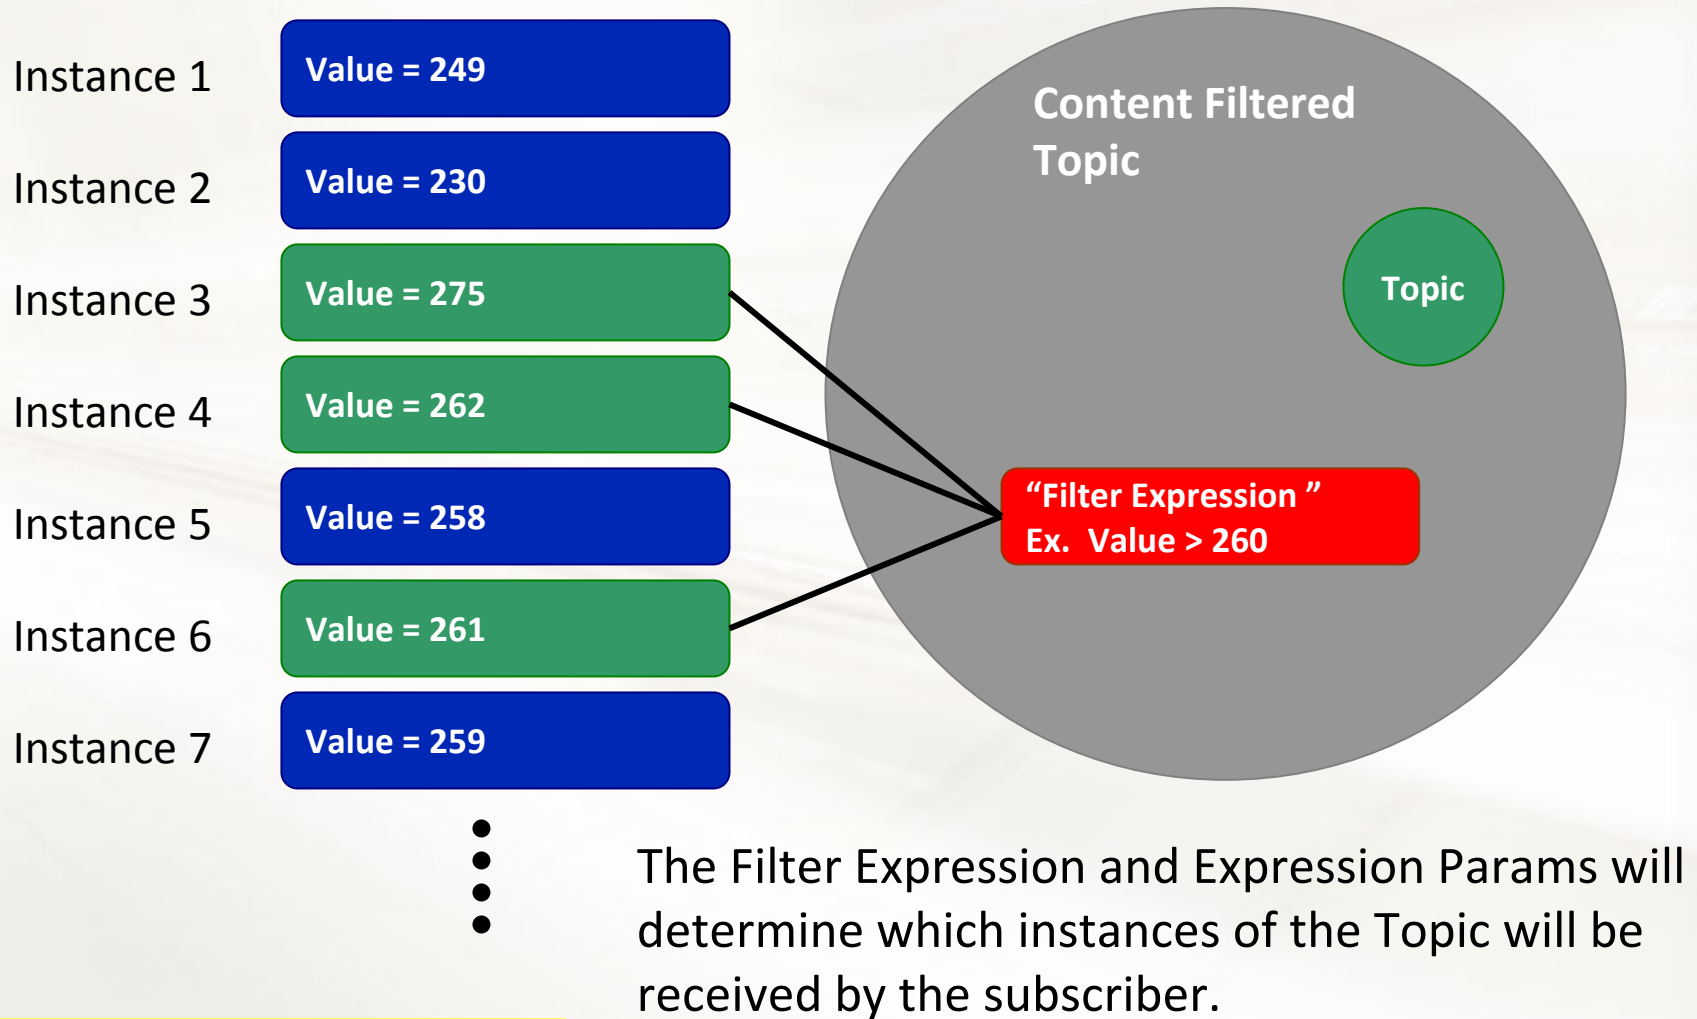 Instance 1
Value = 249
Instance 2
Value = 230
Instance 3
Value = 275
Instance 4
Value = 262
Instance 5
Value = 258
Instance 6
Value = 261
Instance 7
Value = 259
Content Filtered
Topic
Topic
“Filter Expression ”
Ex.  Value > 260
The Filter Expression and Expression Params will
determine which instances of the Topic will be
received by the subscriber.